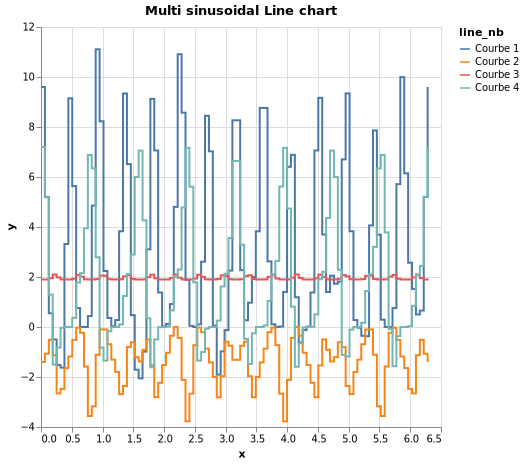 Multi sinusoidal Line chart
line_nb
Courbe 1
Courbe 2
Courbe 3
Courbe 4
y
12
10
8
6
4
2
0
−2
−4
0.0 0.5 1.0 1.5 2.0 2.5 3.0 3.5 4.0 4.5 5.0 5.5 6.0 6.5
x